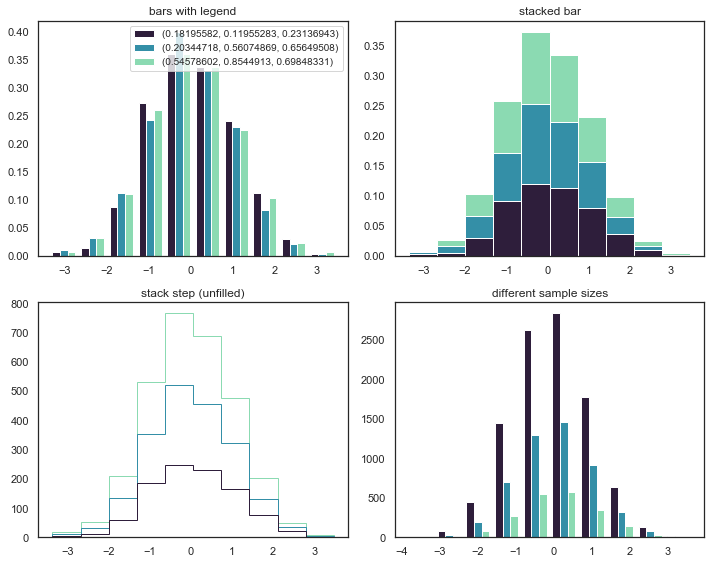 bars with legend
0.40
0.35
0.30
0.25
0.20
0.15
0.10
0.05
0.00
(0.18195582, 0.11955283, 0.23136943)
(0.20344718, 0.56074869, 0.65649508)
(0.54578602, 0.8544913, 0.69848331)
−3 −2 −1 0 1 2 3
stacked bar
0.35
0.30
0.25
0.20
0.15
0.10
0.05
0.00
−3 −2 −1 0 1 2 3
stack step (unfilled)
800
700
600
500
400
300
200
100
0
−3 −2 −1 0 1 2 3
different sample sizes
2500
2000
1500
1000
500
0
−4 −3 −2 −1 0 1 2 3